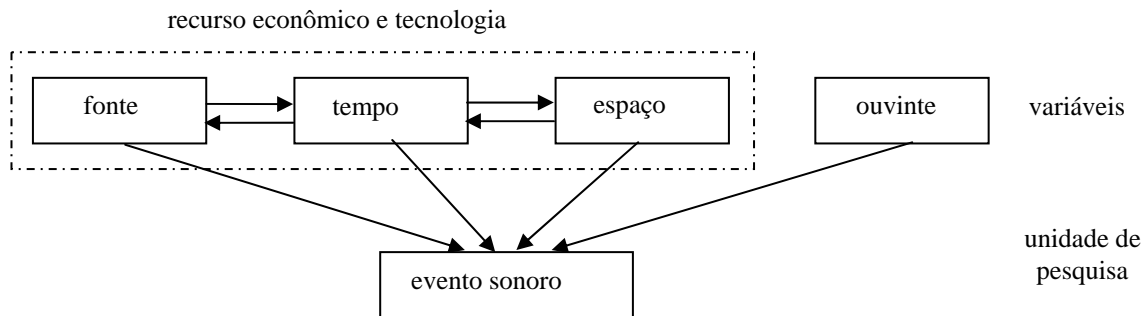 recurso econômico e tecnologia
fonte
tempo
espaço
ouvinte
variáveis
evento sonoro
unidade de
pesquisa